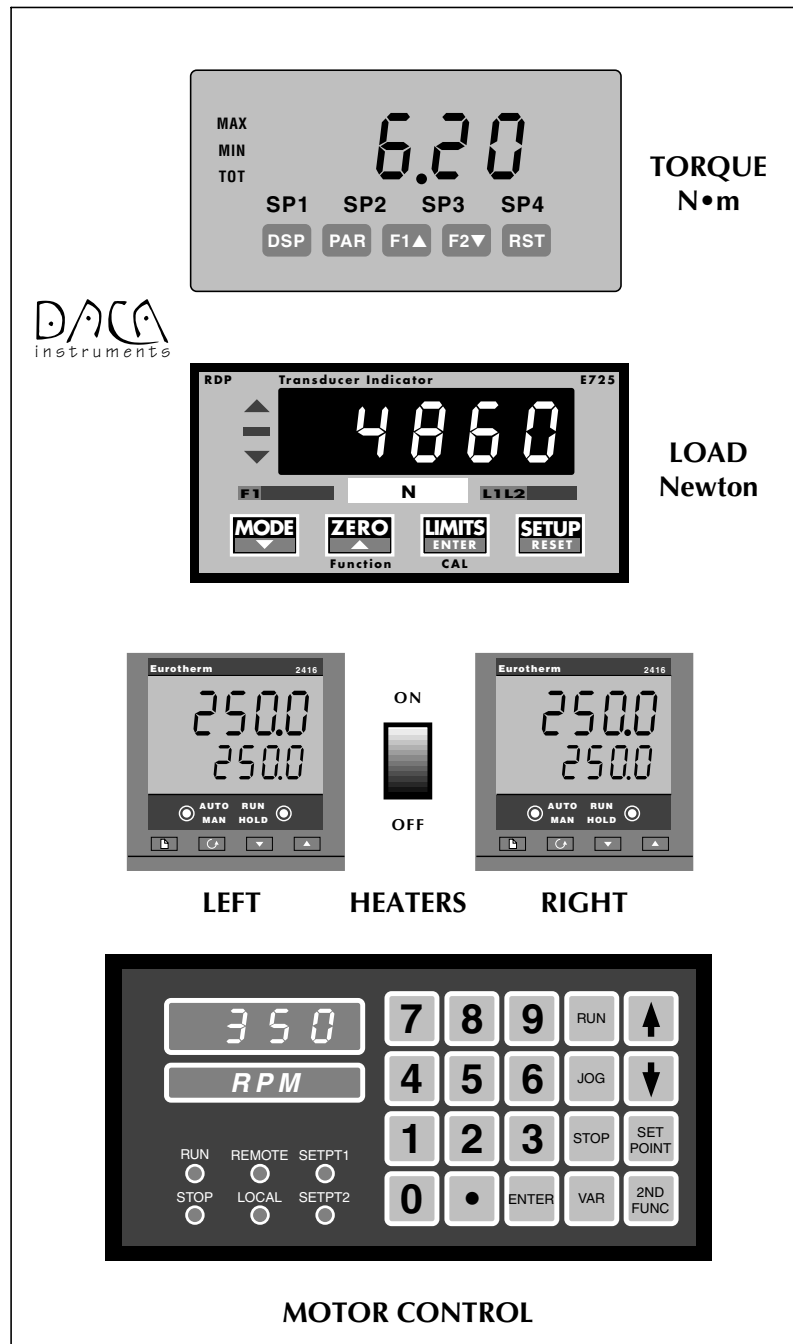 MAX
MIN
TOT
6.20
SP1 SP2 SP3 SP4
DSP PAR F1▲ F2▼ RST
TORQUE
N•m
DACA
instruments
RDP Transducer Indicator E725
4860
F1 N L1 L2
MODE ZERO LIMITS SETUP
ENTER RESET
Function CAL
LOAD
Newton
Eurotherm 2416
250.0
250.0
AUTO RUN
MAN HOLD
LEFT
ON
OFF
HEATERS
Eurotherm 2416
250.0
250.0
AUTO RUN
MAN HOLD
RIGHT
350
RPM
RUN REMOTE SETPT1
STOP LOCAL SETPT2
7 8 9 RUN
4 5 6 JOG
1 2 3 STOP SET POINT
0 • ENTER VAR 2ND FUNC
MOTOR CONTROL